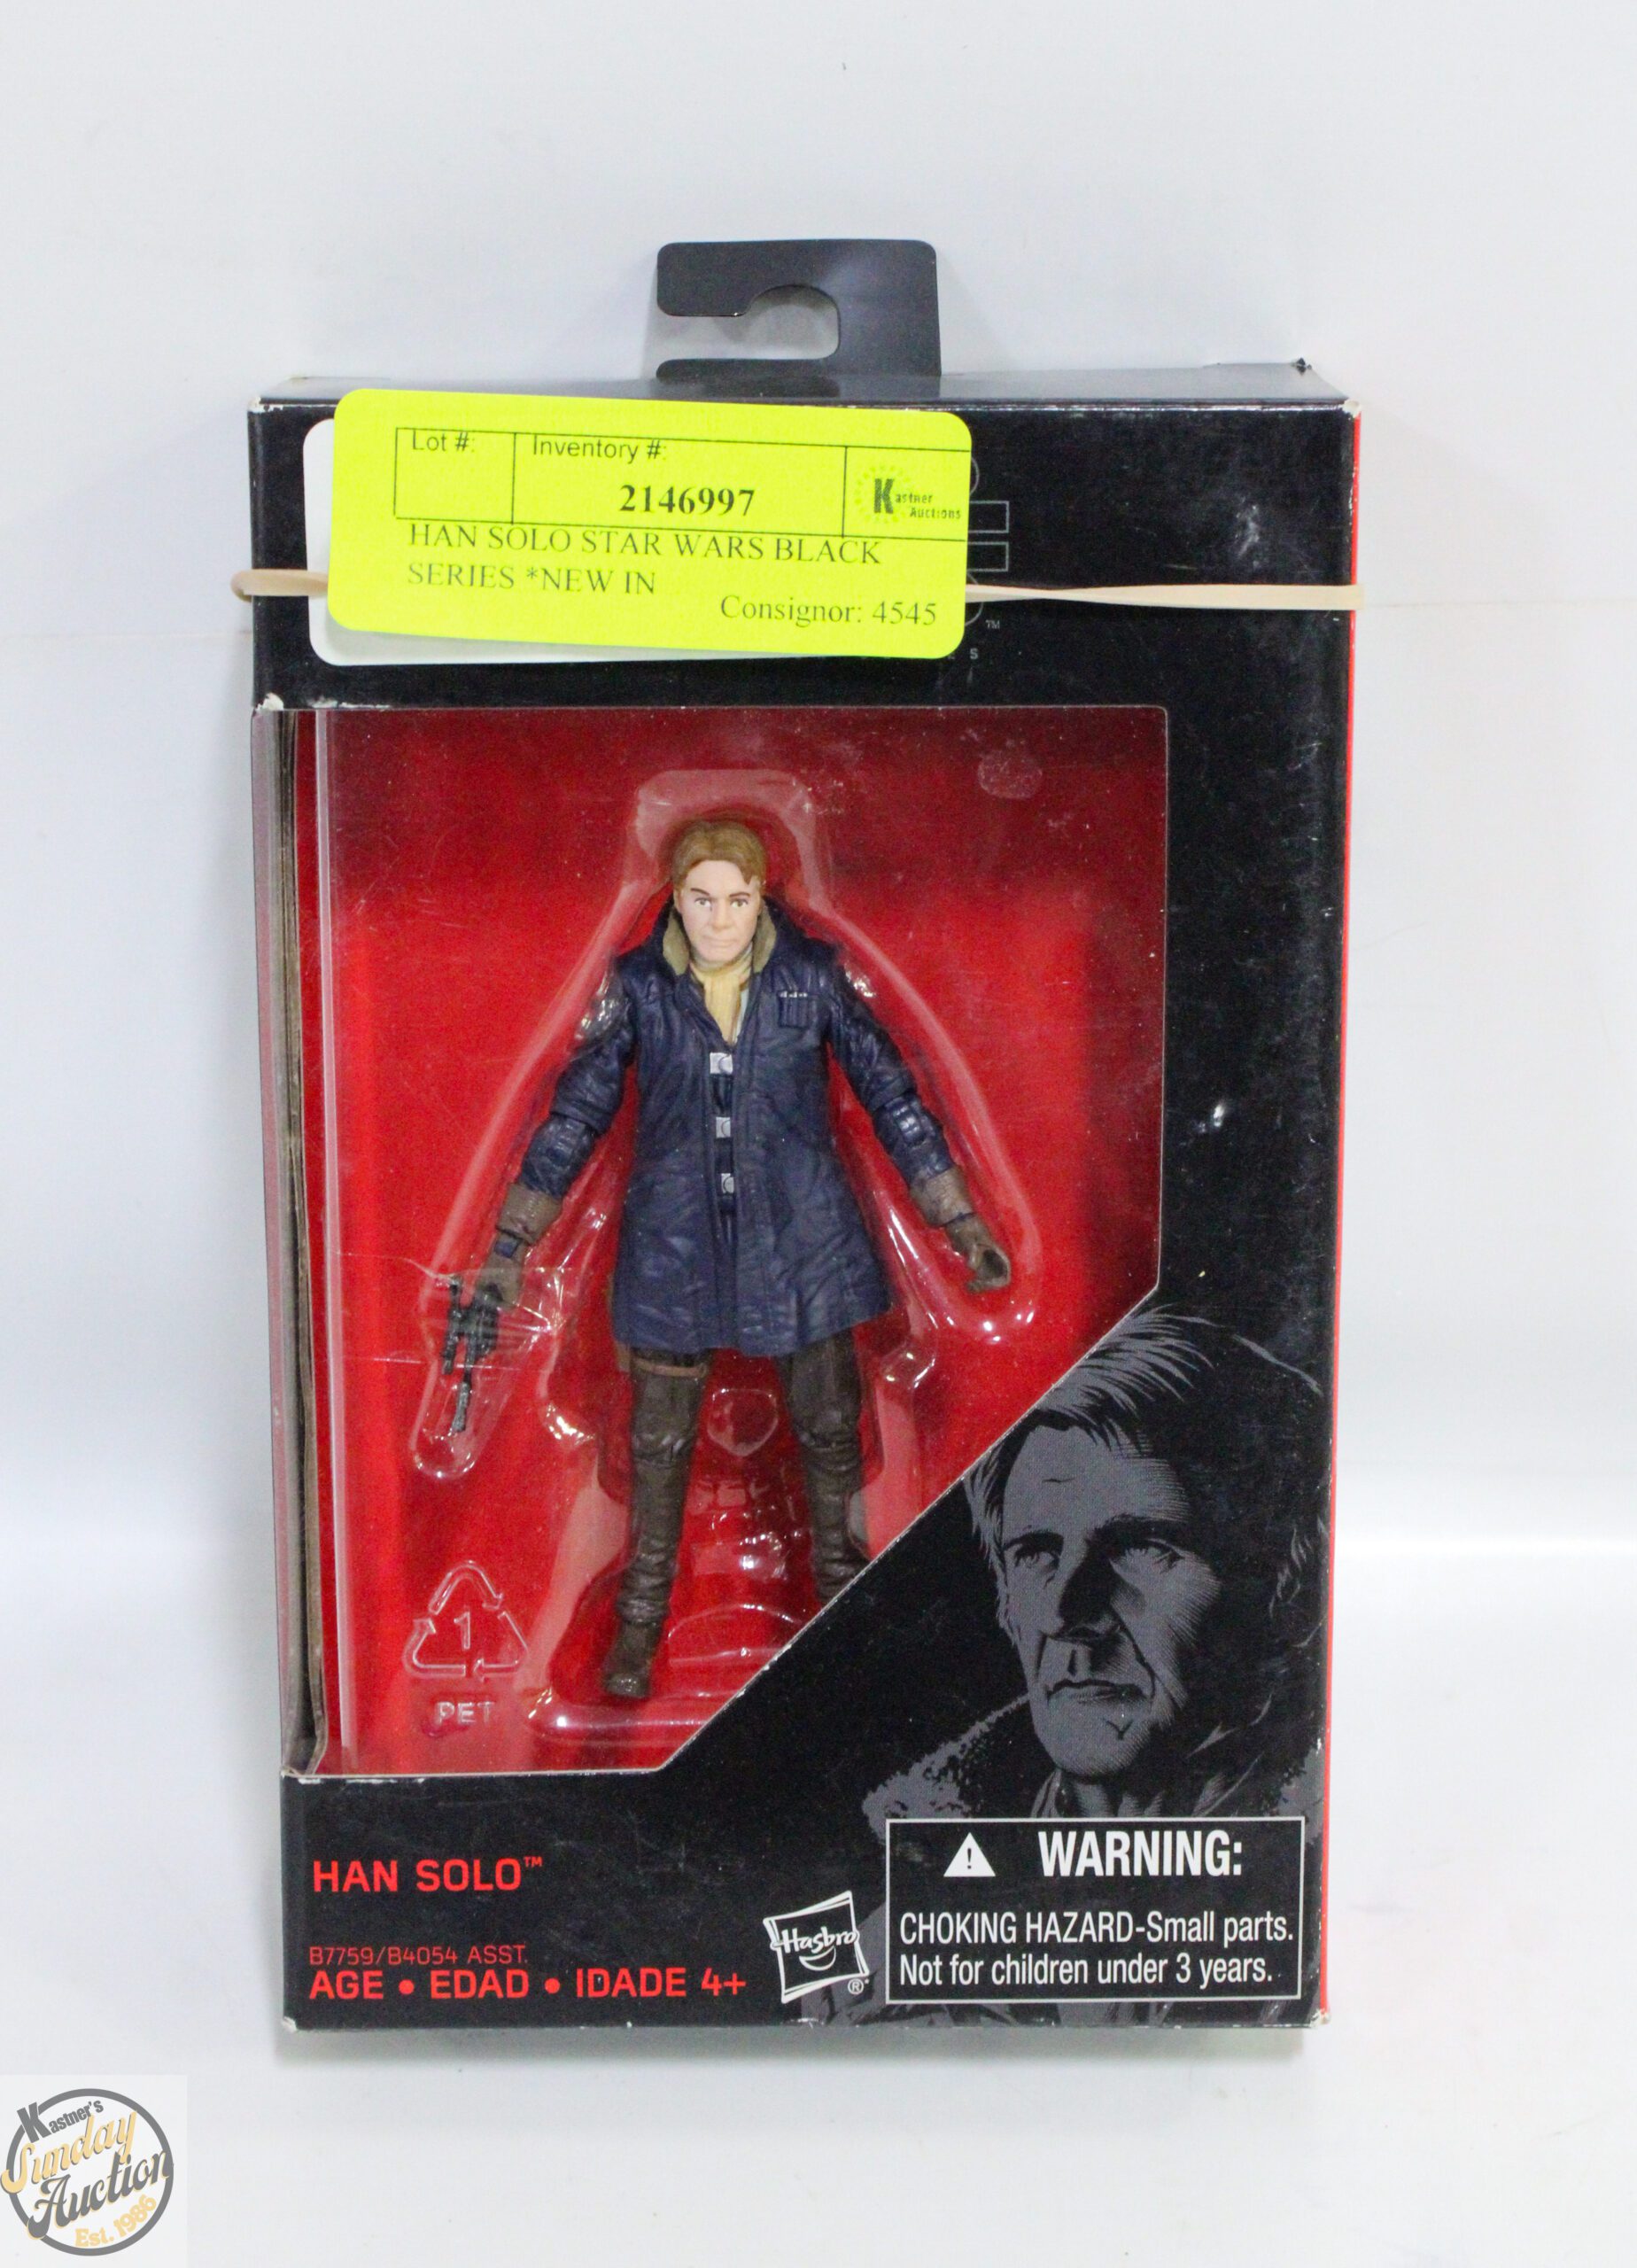 Lot #: Inventory #:
2146997
Kastner
Auctions
HAN SOLO STAR WARS BLACK
SERIES *NEW IN
Consignor: 4545
TM
E S
1
PET
HAN SOLO™
B7759/B4054 ASST.
AGE • EDAD • IDADE 4+
Hasbro
®
WARNING:
CHOKING HAZARD-Small parts.
Not for children under 3 years.
Kastner's
Sunday
Auction
Est. 1986